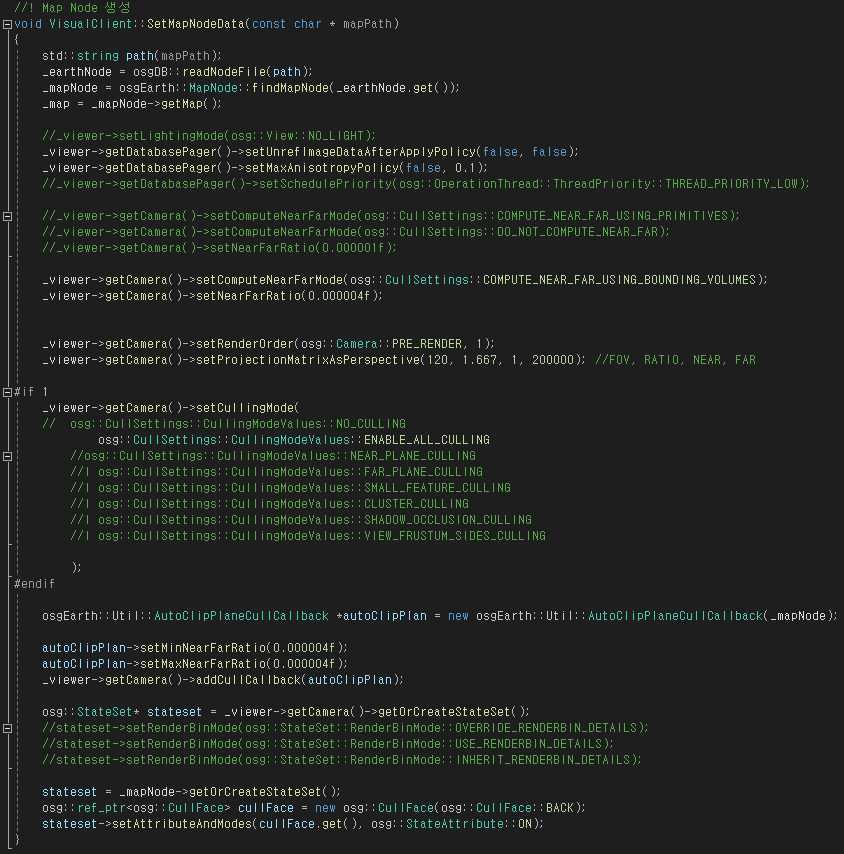 //! Map Node 생성
void VisualClient::SetMapNodeData(const char * mapPath)
{
    std::string path(mapPath);
    _earthNode = osgDB::readNodeFile(path);
    _mapNode = osgEarth::MapNode::findMapNode(_earthNode.get());
    _map = _mapNode->getMap();

    //_viewer->setLightingMode(osg::View::NO_LIGHT);
    _viewer->getDatabasePager()->setUnrefImageDataAfterApplyPolicy(false, false);
    _viewer->getDatabasePager()->setMaxAnisotropyPolicy(false, 0.1);
    //_viewer->getDatabasePager()->setSchedulePriority(osg::OperationThread::ThreadPriority::THREAD_PRIORITY_LOW);

    //_viewer->getCamera()->setComputeNearFarMode(osg::CullSettings::COMPUTE_NEAR_FAR_USING_PRIMITIVES);
    //_viewer->getCamera()->setComputeNearFarMode(osg::CullSettings::DO_NOT_COMPUTE_NEAR_FAR);
    //_viewer->getCamera()->setNearFarRatio(0.000001f);

    _viewer->getCamera()->setComputeNearFarMode(osg::CullSettings::COMPUTE_NEAR_FAR_USING_BOUNDING_VOLUMES);
    _viewer->getCamera()->setNearFarRatio(0.000004f);


    _viewer->getCamera()->setRenderOrder(osg::Camera::PRE_RENDER, 1);
    _viewer->getCamera()->setProjectionMatrixAsPerspective(120, 1.667, 1, 200000); //FOV, RATIO, NEAR, FAR

#if 1
    _viewer->getCamera()->setCullingMode(
    //  osg::CullSettings::CullingModeValues::NO_CULLING
            osg::CullSettings::CullingModeValues::ENABLE_ALL_CULLING
        //osg::CullSettings::CullingModeValues::NEAR_PLANE_CULLING
        //| osg::CullSettings::CullingModeValues::FAR_PLANE_CULLING
        //| osg::CullSettings::CullingModeValues::SMALL_FEATURE_CULLING
        //| osg::CullSettings::CullingModeValues::CLUSTER_CULLING
        //| osg::CullSettings::CullingModeValues::SHADOW_OCCLUSION_CULLING
        //| osg::CullSettings::CullingModeValues::VIEW_FRUSTUM_SIDES_CULLING

        );
#endif

    osgEarth::Util::AutoClipPlaneCullCallback *autoClipPlan = new osgEarth::Util::AutoClipPlaneCullCallback(_mapNode);

    autoClipPlan->setMinNearFarRatio(0.000004f);
    autoClipPlan->setMaxNearFarRatio(0.000004f);
    _viewer->getCamera()->addCullCallback(autoClipPlan);

    osg::StateSet* stateset = _viewer->getCamera()->getOrCreateStateSet();
    //stateset->setRenderBinMode(osg::StateSet::RenderBinMode::OVERRIDE_RENDERBIN_DETAILS);
    //stateset->setRenderBinMode(osg::StateSet::RenderBinMode::USE_RENDERBIN_DETAILS);
    //stateset->setRenderBinMode(osg::StateSet::RenderBinMode::INHERIT_RENDERBIN_DETAILS);

    stateset = _mapNode->getOrCreateStateSet();
    osg::ref_ptr<osg::CullFace> cullFace = new osg::CullFace(osg::CullFace::BACK);
    stateset->setAttributeAndModes(cullFace.get(), osg::StateAttribute::ON);
}